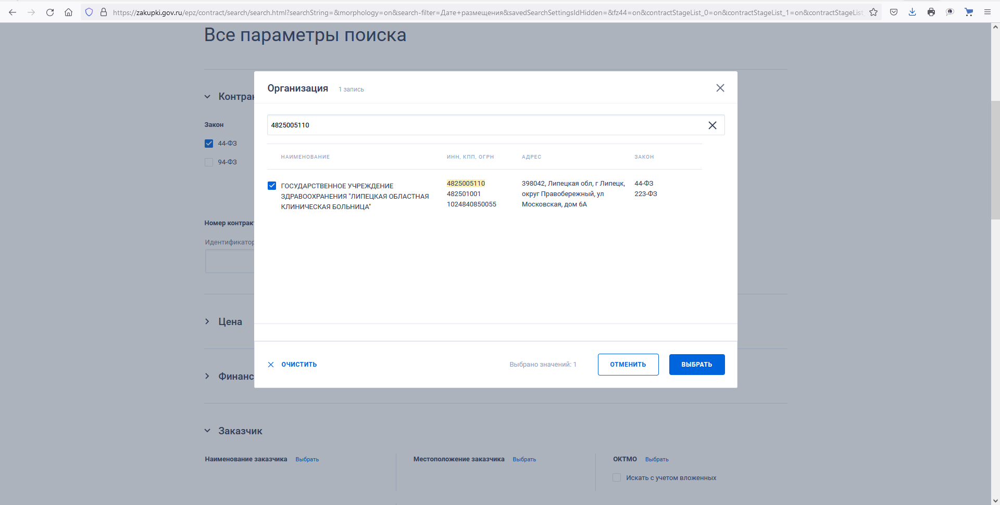 https://zakupki.gov.ru/epz/contract/search/search.html?searchString=&morphology=on&search-filter=Дате+размещения&savedSearchSettingsIdHidden=&fz44=on&contractStageList_0=on&contractStageList_1=on&contractStageList_
Все параметры поиска
Организация 1 запись
Контрак
4825005110
Закон
44-ФЗ
94-ФЗ
НАИМЕНОВАНИЕ ИНН, КПП, ОГРН АДРЕС ЗАКОН
ГОСУДАРСТВЕННОЕ УЧРЕЖДЕНИЕ 4825005110 398042, Липецкая обл, г Липецк, 44-ФЗ
ЗДРАВООХРАНЕНИЯ "ЛИПЕЦКАЯ ОБЛАСТНАЯ 482501001 округ Правобережный, ул 223-ФЗ
КЛИНИЧЕСКАЯ БОЛЬНИЦА" 1024840850055 Московская, дом 6А
Номер контракт
Идентификатор
Цена
ОЧИСТИТЬ Выбрано значений: 1 ОТМЕНИТЬ ВЫБРАТЬ
Финанс
Заказчик
Наименование заказчика Выбрать Местоположение заказчика Выбрать ОКТМО Выбрать
Искать с учетом вложенных